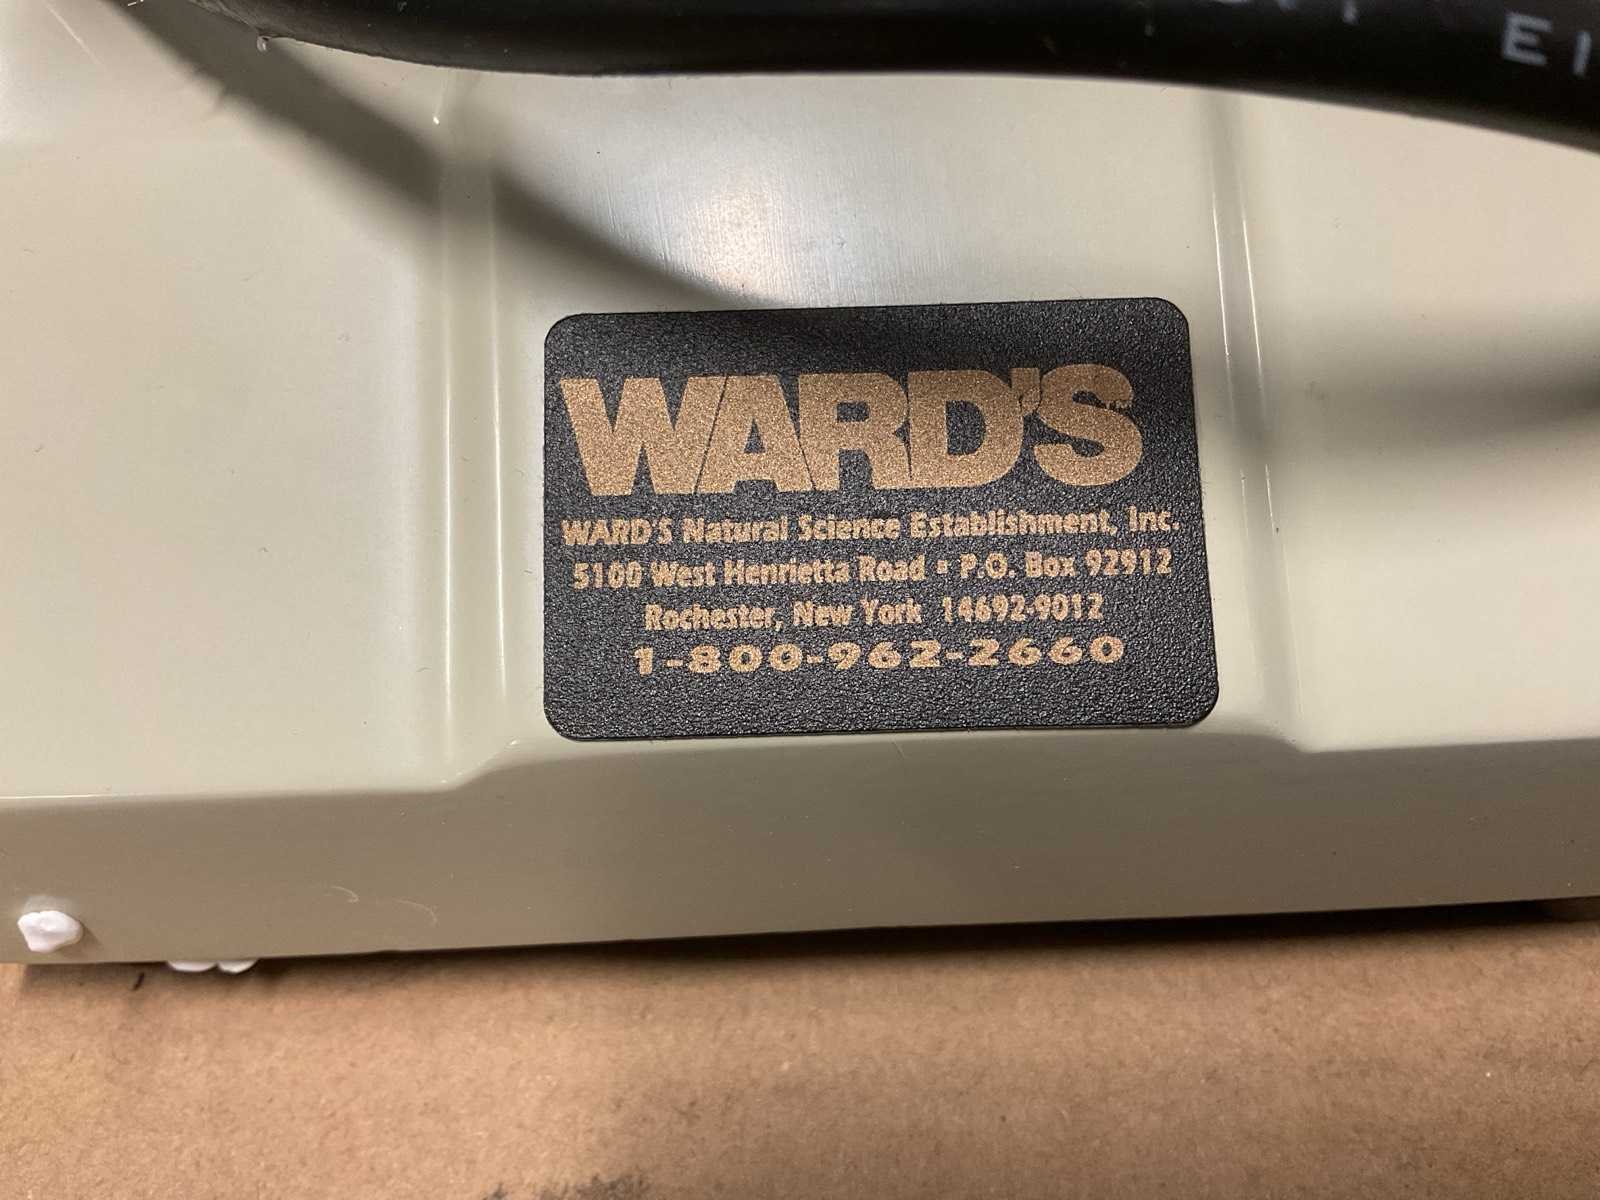 EI
WARD'S
WARD'S Natural Science Establishment, Inc.
5100 West Henrietta Road ▪ P.O. Box 92912
Rochester, New York 14692-9012
1-800-962-2660